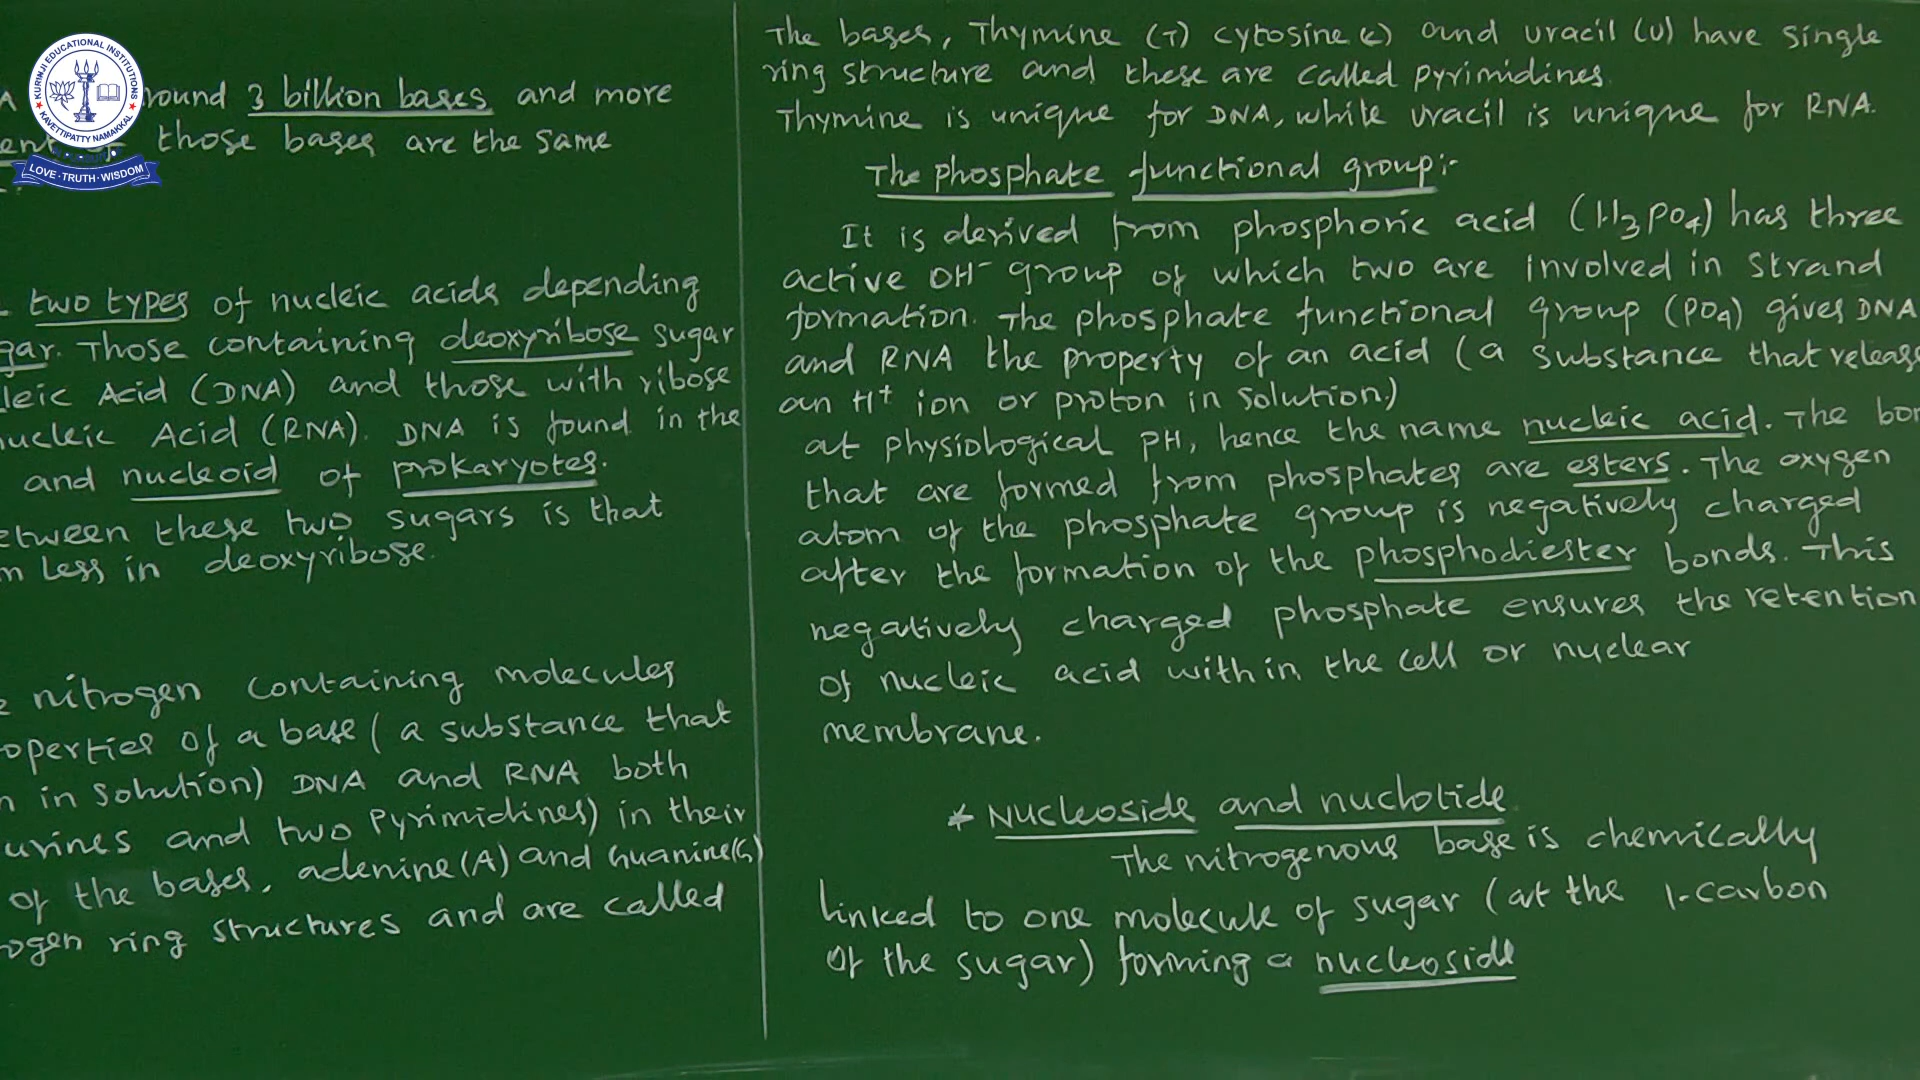 KURINJI EDUCATIONAL INSTITUTIONS
KAVETTIPATTY NAMAKKAL
LOVE · TRUTH · WISDOM
round 3 billion bases and more
those bases are the same
two types of nucleic acids depending
gar. Those containing deoxyribose sugar
leic Acid (DNA) and those with ribose
nucleic Acid (RNA). DNA is found in the
and nucleoid of prokaryotes.
etween these two sugars is that
m less in deoxyribose.
nitrogen containing molecules
operties of a base (a substance that
n in solution) DNA and RNA both
urines and two Pyrimidines) in their
of the bases, adenine (A) and Guanine (G)
ogen ring structures and are called
The bases, Thymine (T) cytosine (c) and uracil (U) have single
ring structure and these are called pyrimidines.
Thymine is unique for DNA, while uracil is unique for RNA.
The phosphate functional group:-
It is derived from phosphoric acid (H3PO4) has three
active OH- group of which two are involved in strand
formation. The phosphate functional group (PO4) gives DNA
and RNA the property of an acid (a substance that releas
an H+ ion or proton in solution.)
at physiological PH, hence the name nucleic acid. The bon
that are formed from phosphates are esters. The oxygen
atom of the phosphate group is negatively charged
after the formation of the phosphodiester bonds. This
negatively charged phosphate ensures the retention
of nucleic acid within the cell or nuclear
membrane.
* Nucleoside and nuclotide
The nitrogenous base is chemically
linked to one molecule of sugar (at the 1-carbon
of the sugar) forming a nucleoside